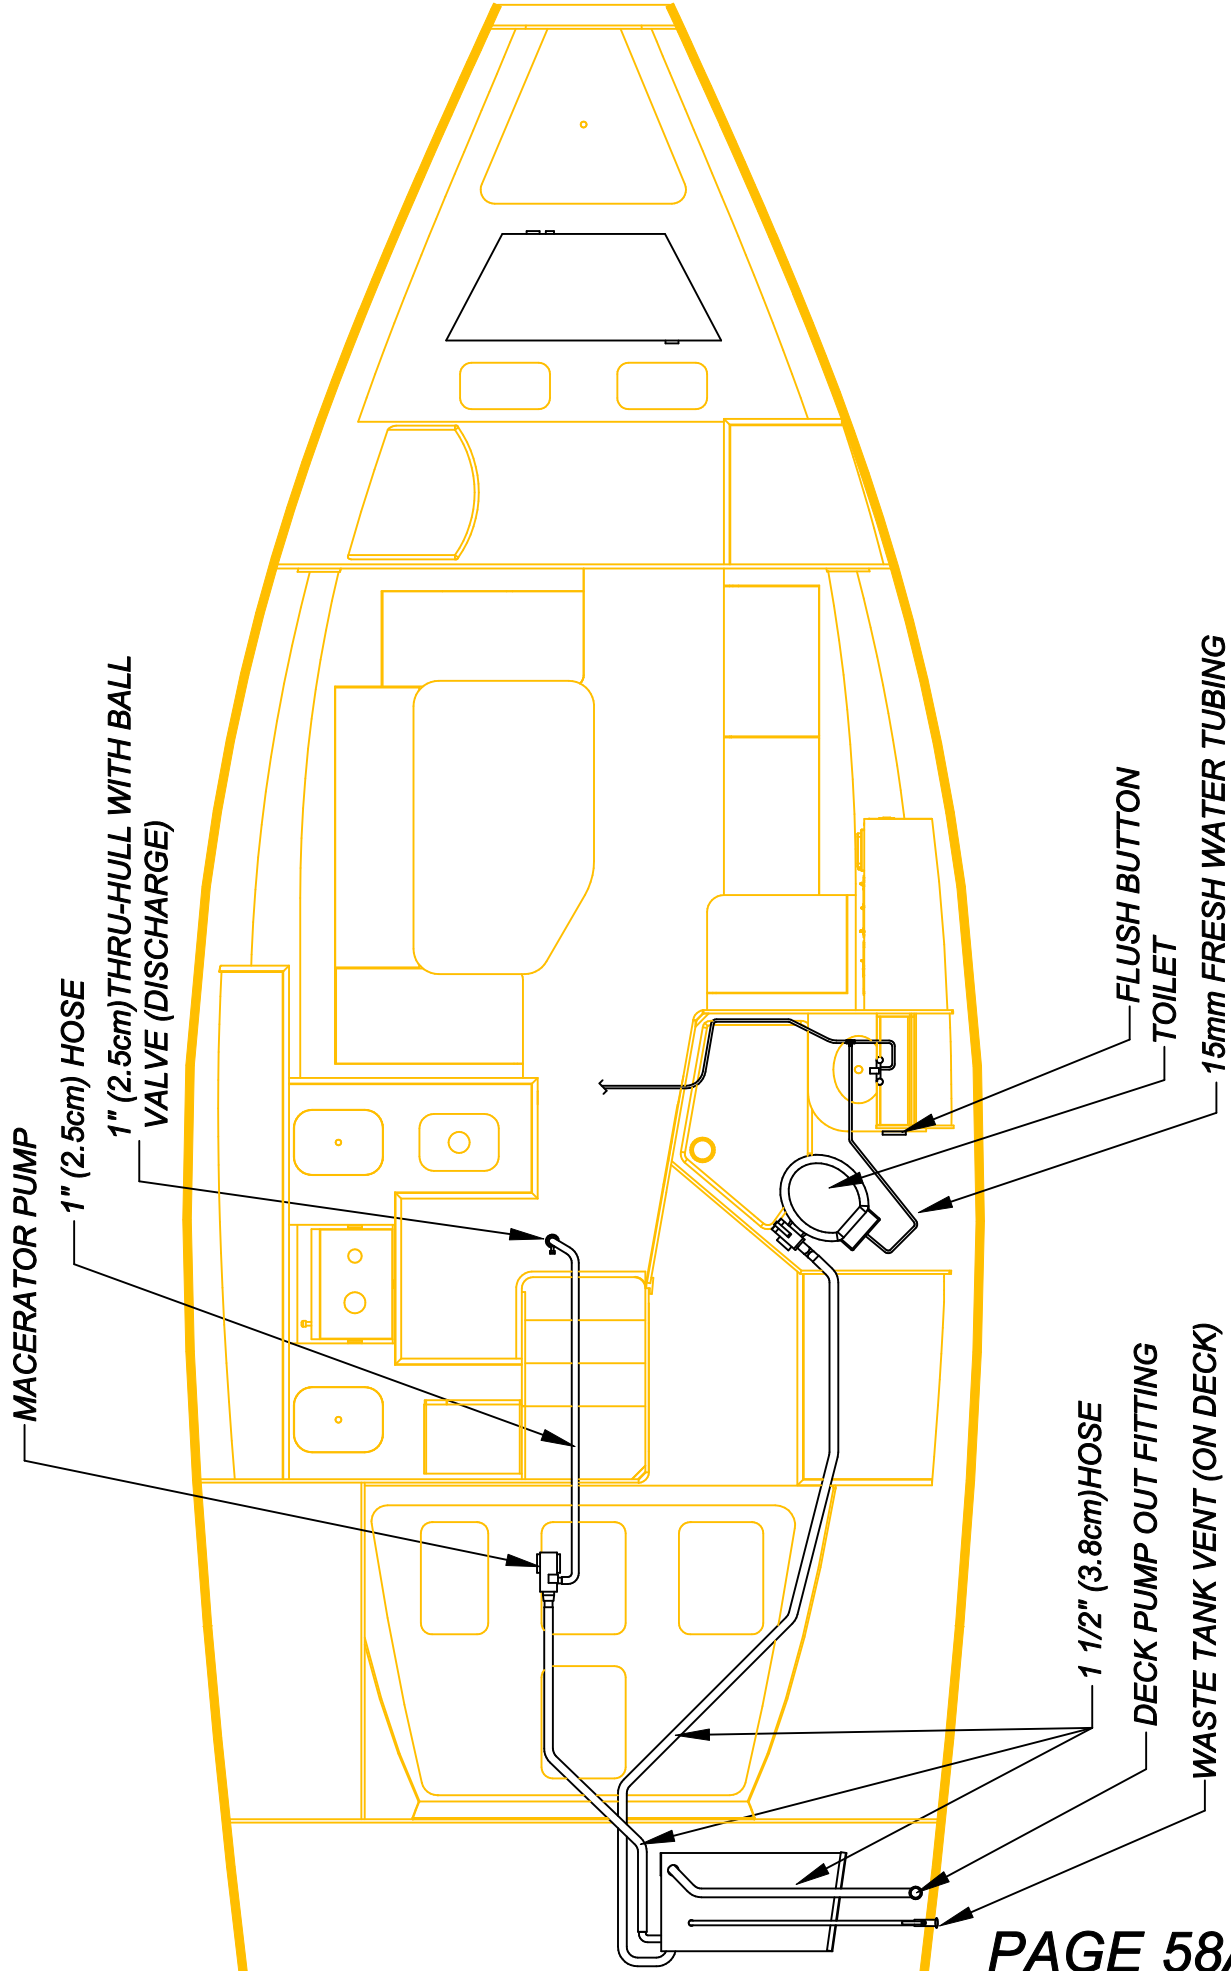 MACERATOR PUMP
1" (2.5cm) HOSE
1" (2.5cm)THRU-HULL WITH BALL
VALVE (DISCHARGE)
FLUSH BUTTON
TOILET
15mm FRESH WATER TUBING
1 1/2" (3.8cm)HOSE
DECK PUMP OUT FITTING
WASTE TANK VENT (ON DECK)
PAGE 58A